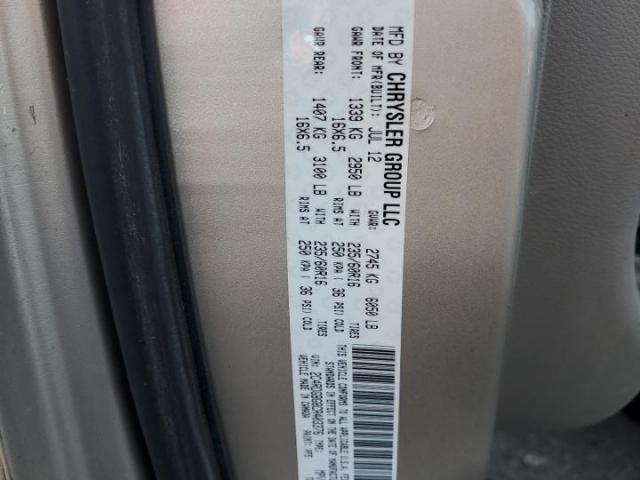 MFD BY CHRYSLER GROUP LLC
DATE OF MFR(BUILT): JUL 12 GVWR: 2745 KG 6050 LB
GAWR FRONT: 1339 KG 2950 LB WITH 235/60R16 TIRES
16X6.5 RIMS AT 250 KPA ( 36 PSI) COLD
GAWR REAR: 1407 KG 3100 LB WITH 235/60R16 TIRES
16X6.5 RIMS AT 250 KPA ( 36 PSI) COLD
THIS VEHICLE CONFORMS TO ALL APPLICABLE U.S.A.
STANDARDS IN EFFECT ON THE DATE OF
VIN: TYPE:
VEHICLE MADE IN CANADA PAINT: